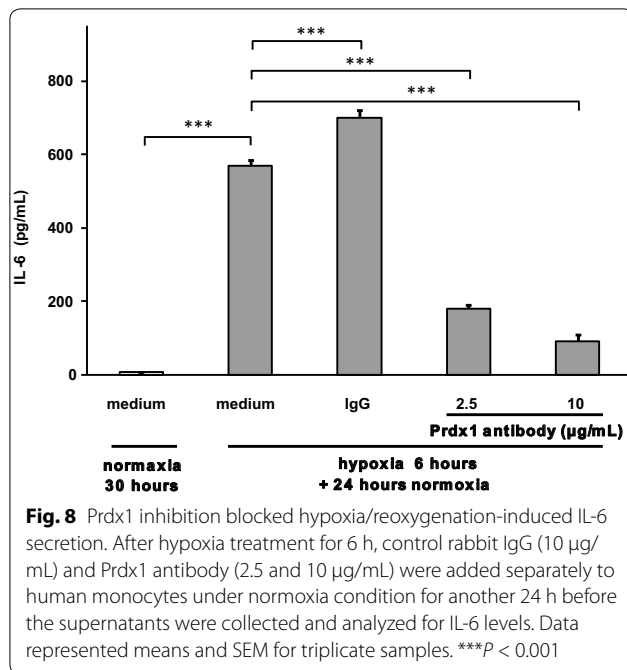 ***
***
***
***
800
600
400
200
0
IL-6 (pg/mL)
medium medium IgG 2.5 10
Prdx1 antibody (µg/mL)
normaxia
30 hours
hypoxia 6 hours
+ 24 hours normoxia
Fig. 8 Prdx1 inhibition blocked hypoxia/reoxygenation-induced IL-6
secretion. After hypoxia treatment for 6 h, control rabbit IgG (10 µg/
mL) and Prdx1 antibody (2.5 and 10 µg/mL) were added separately to
human monocytes under normoxia condition for another 24 h before
the supernatants were collected and analyzed for IL-6 levels. Data
represented means and SEM for triplicate samples. ***P < 0.001